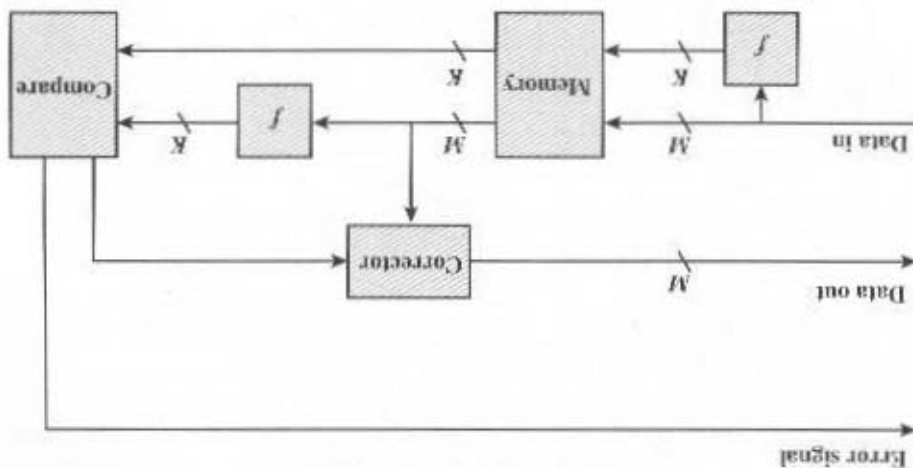 Error signal
Data out
M
Corrector
Data in
M
Memory
M
f
K
Compare
f
K
K